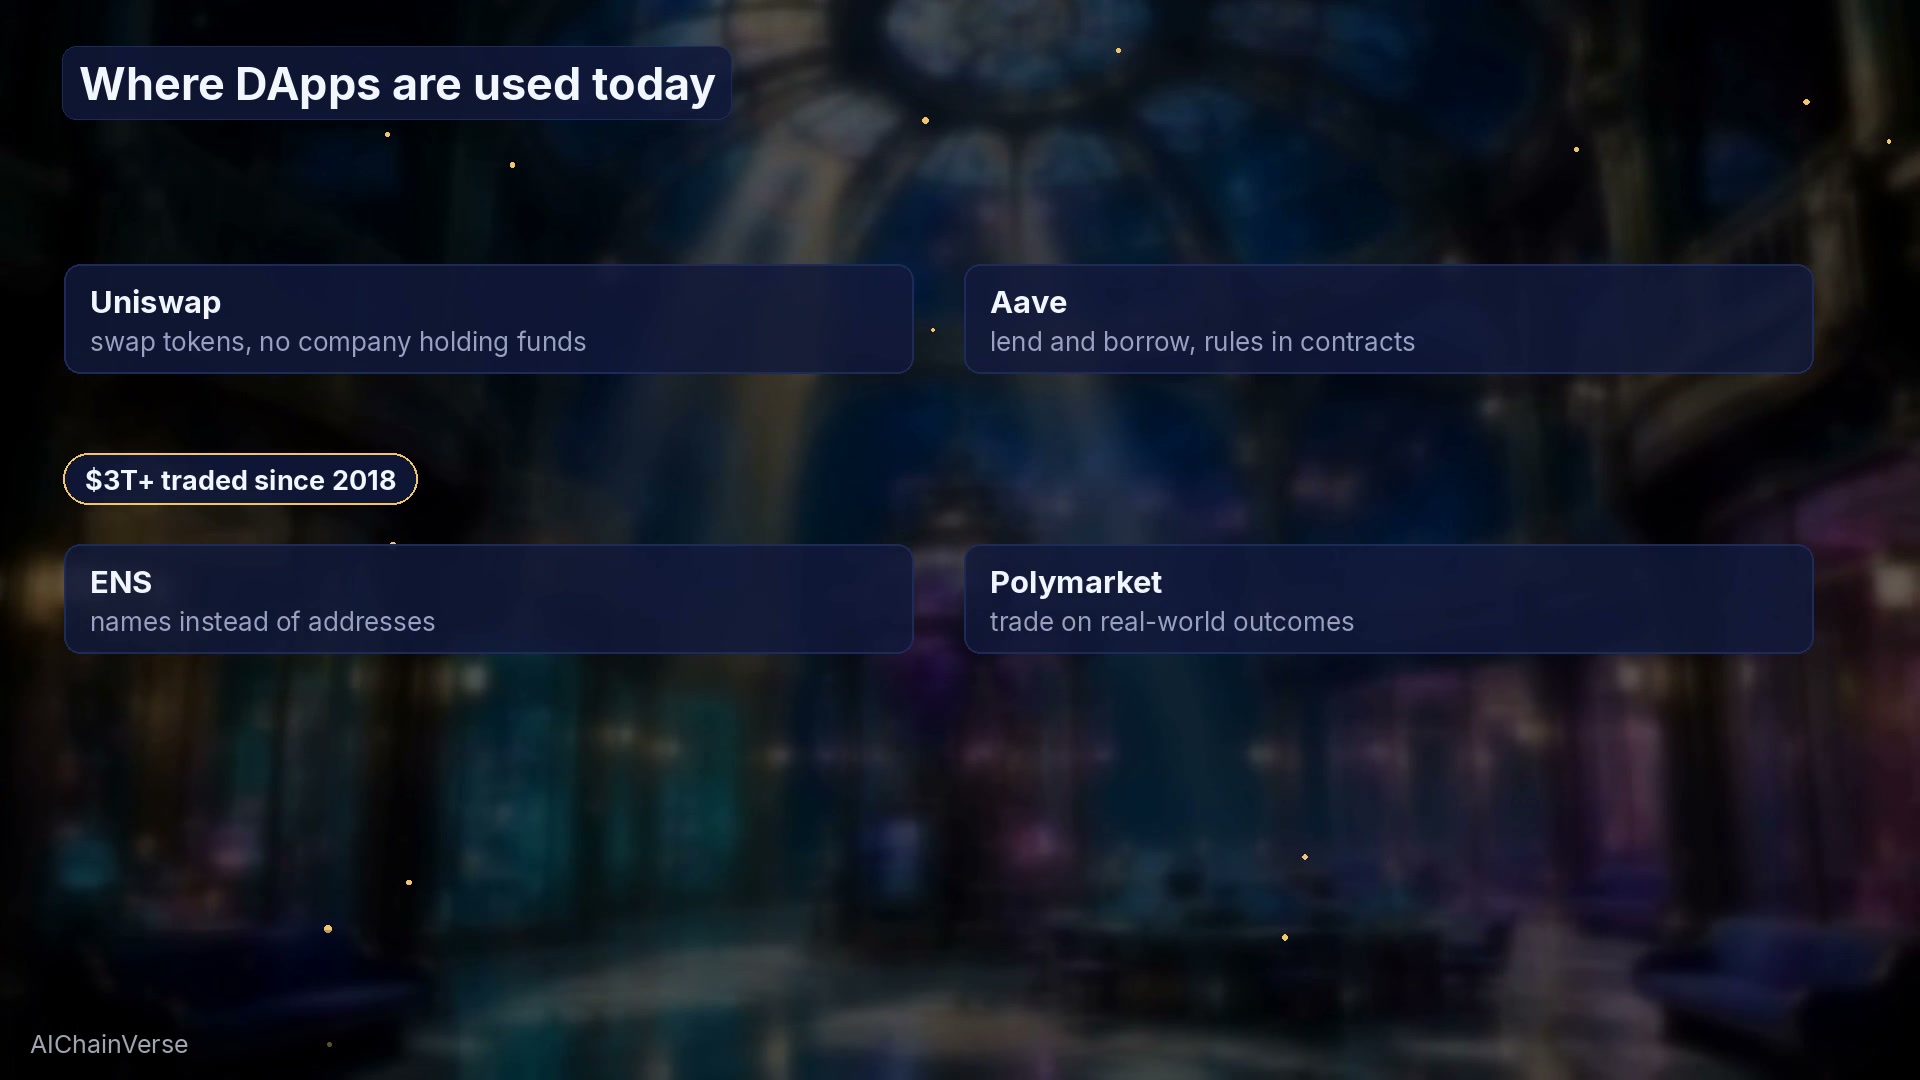 Where DApps are used today
Uniswap
swap tokens, no company holding funds
Aave
lend and borrow, rules in contracts
$3T+ traded since 2018
ENS
names instead of addresses
Polymarket
trade on real-world outcomes
AIChainVerse